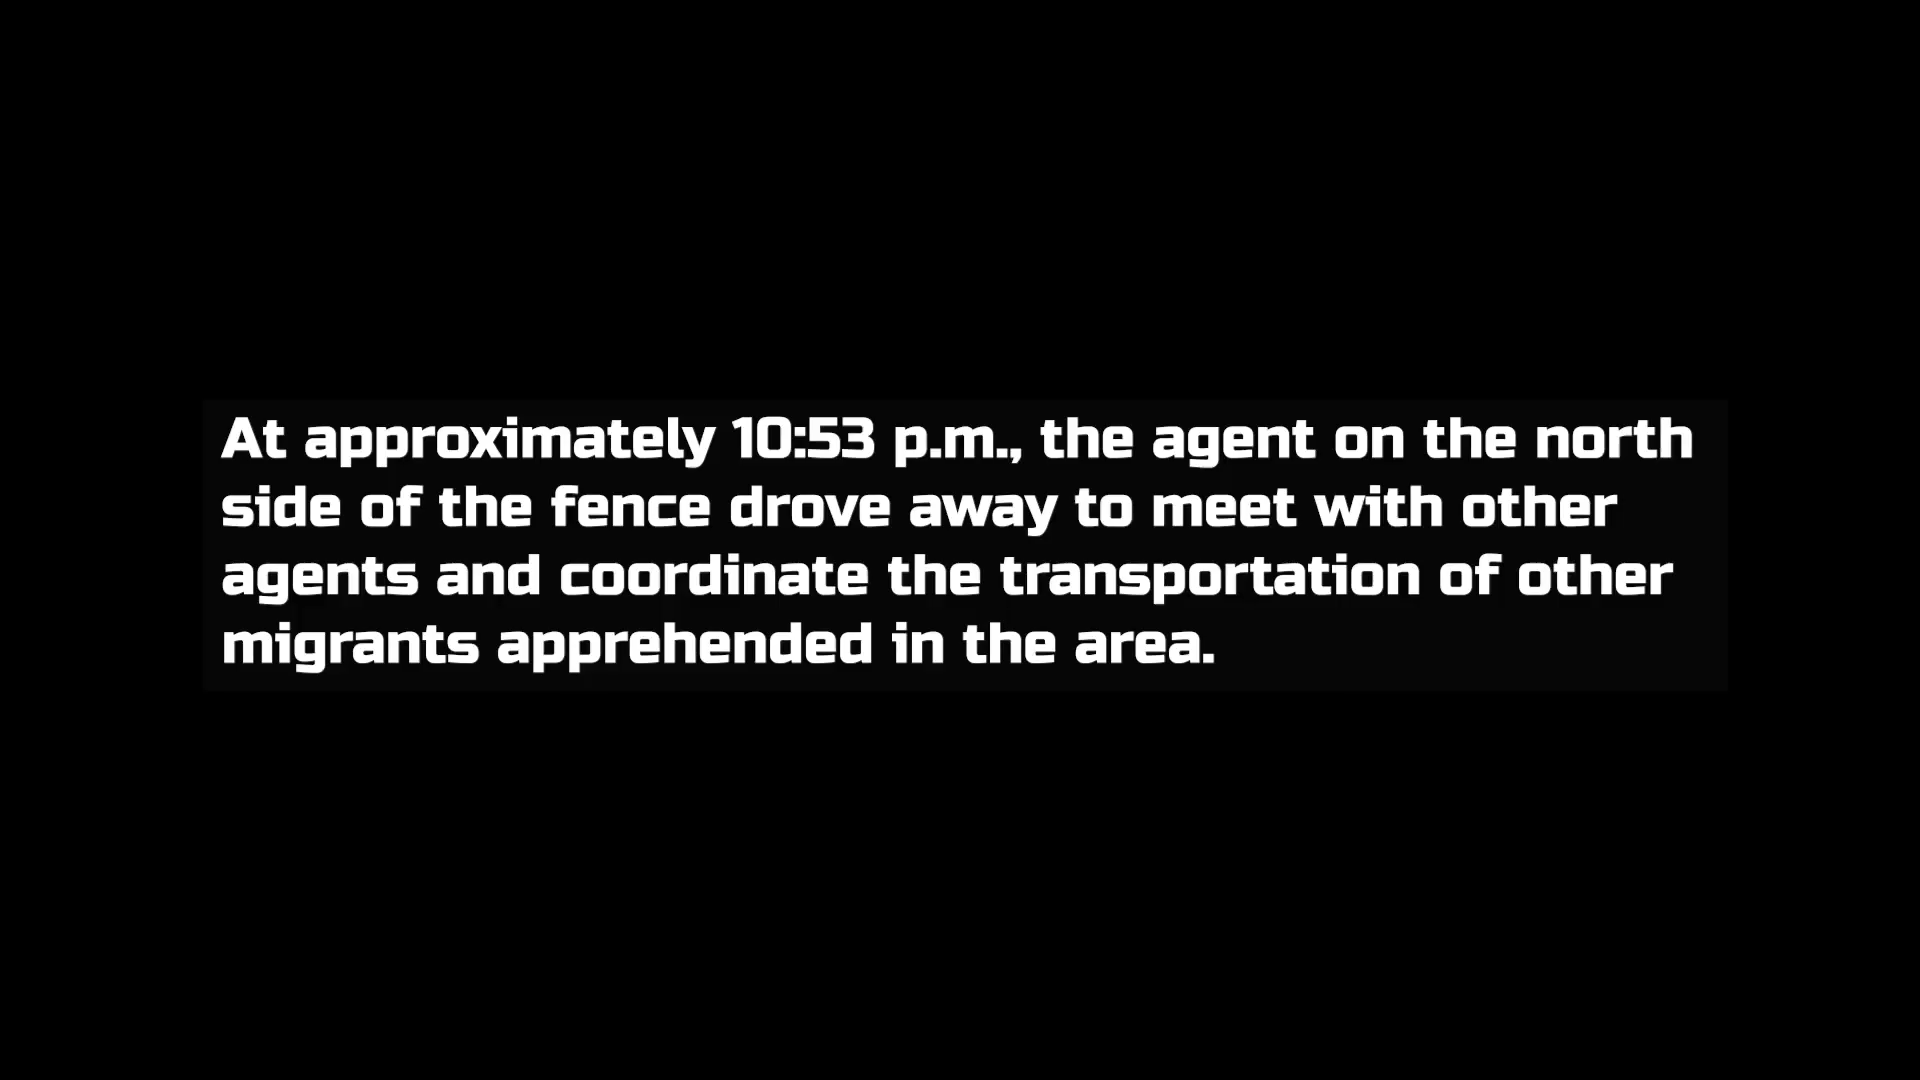 At approximately 10:53 p.m., the agent on the north
side of the fence drove away to meet with other
agents and coordinate the transportation of other
migrants apprehended in the area.